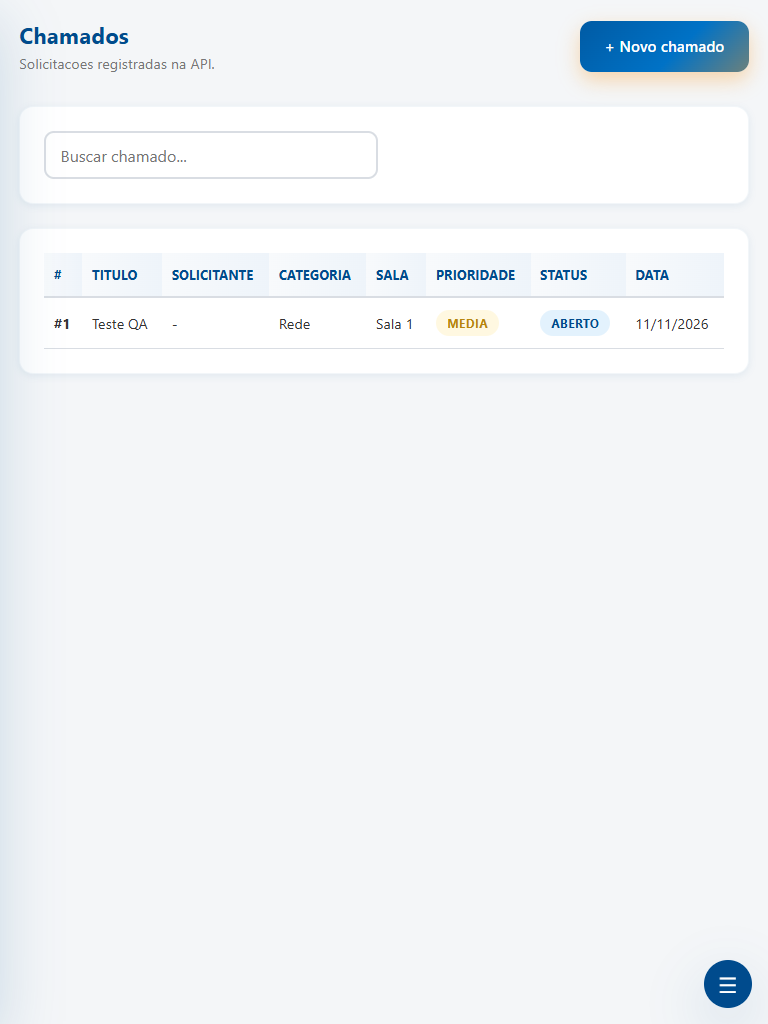 Chamados
Solicitacoes registradas na API.
+ Novo chamado
Buscar chamado...
# TITULO SOLICITANTE CATEGORIA SALA PRIORIDADE STATUS DATA
#1 Teste QA - Rede Sala 1 MEDIA ABERTO 11/11/2026